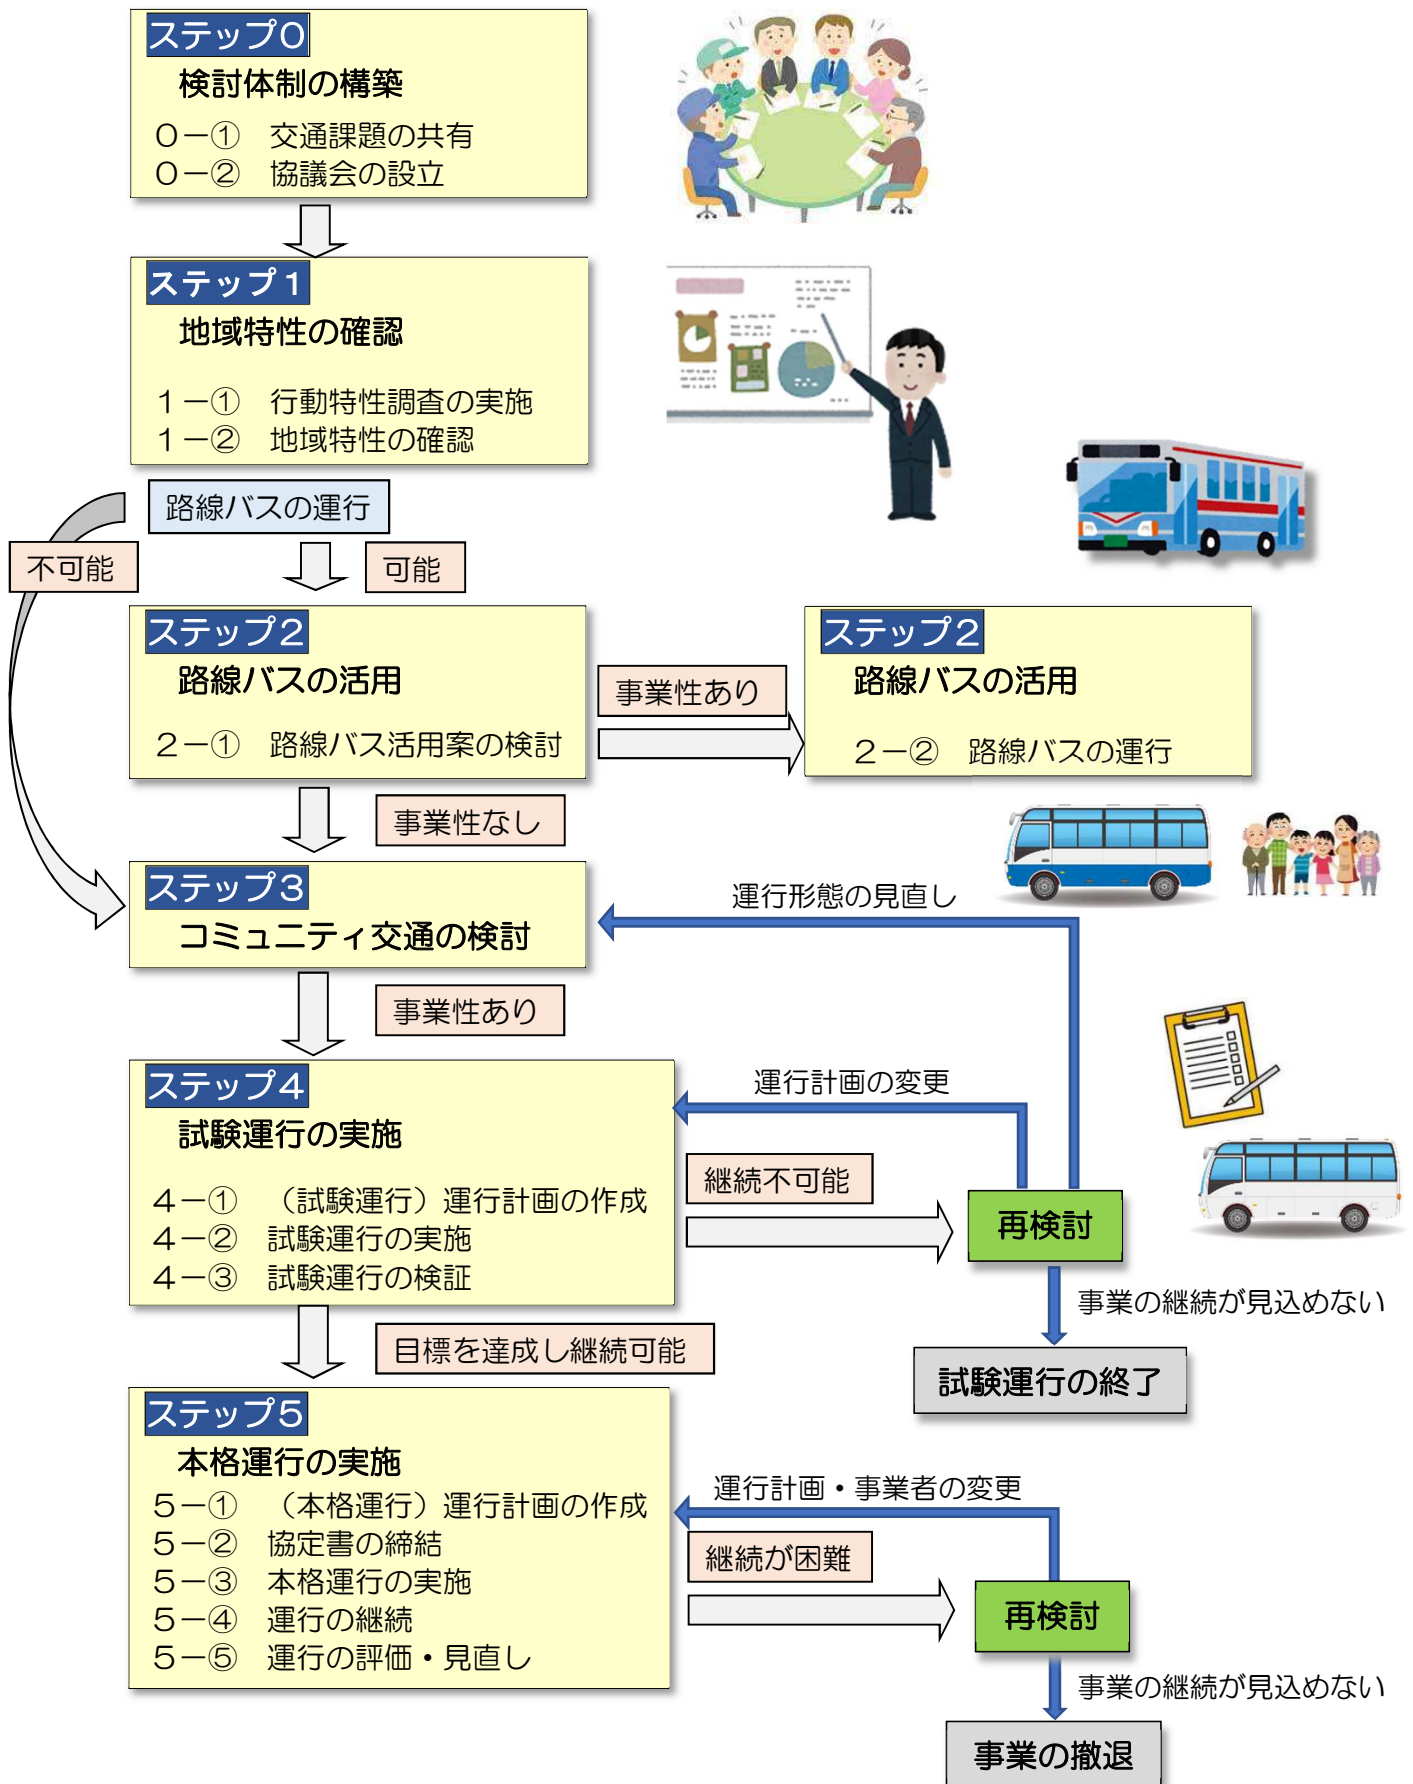 ステップ０
検討体制の構築
０－①　交通課題の共有
０－②　協議会の設立
ステップ１
地域特性の確認
１－①　行動特性調査の実施
１－②　地域特性の確認
路線バスの運行
不可能
可能
ステップ２
路線バスの活用
２－①　路線バス活用案の検討
事業性あり
ステップ２
路線バスの活用
２－②　路線バスの運行
事業性なし
ステップ３
コミュニティ交通の検討
運行形態の見直し
事業性あり
ステップ４
試験運行の実施
４－①　（試験運行）運行計画の作成
４－②　試験運行の実施
４－③　試験運行の検証
運行計画の変更
継続不可能
再検討
事業の継続が見込めない
試験運行の終了
目標を達成し継続可能
ステップ５
本格運行の実施
５－①　（本格運行）運行計画の作成
５－②　協定書の締結
５－③　本格運行の実施
５－④　運行の継続
５－⑤　運行の評価・見直し
運行計画・事業者の変更
継続が困難
再検討
事業の継続が見込めない
事業の撤退